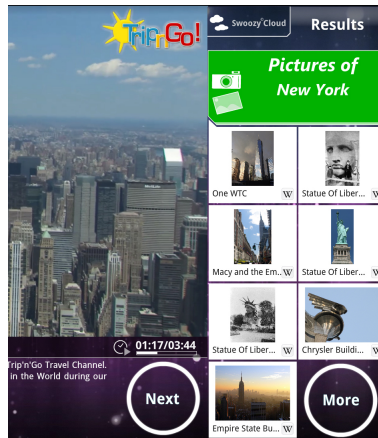 Trip'n'Go!
Swoozy Cloud
Results
Pictures of
New York
One WTC
W
Statue Of Liber...
W
Macy and the Em...
W
Statue Of Liber...
W
Statue Of Liber...
W
Chrysler Buildi...
W
01:17/03:44
Trip'n'Go Travel Channel.
in the World during our
Next
Empire State Bu...
W
More